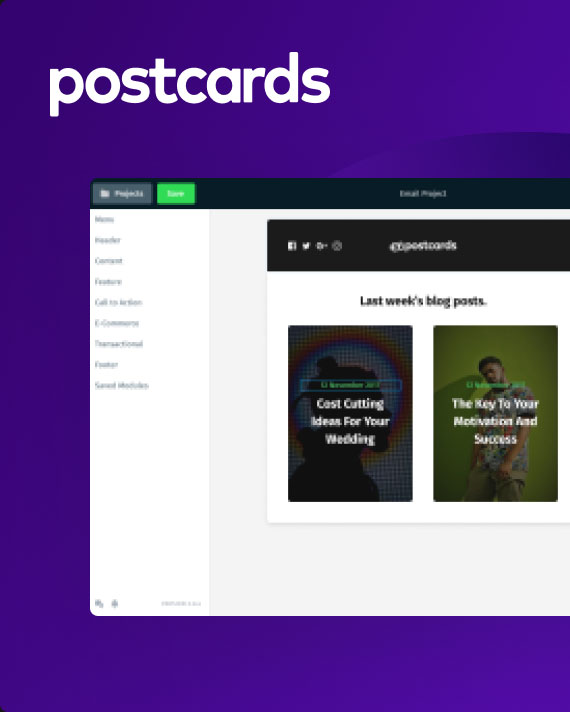 postcards
Projects
Save
Email Project
Menu
Header
Content
Feature
Call to Action
E-Commerce
Transactional
Footer
Saved Modules
postcards
Last week's blog posts.
12 November 2017
Cost Cutting
Ideas For Your
Wedding
12 November 2017
The Key To Your
Motivation And
Success